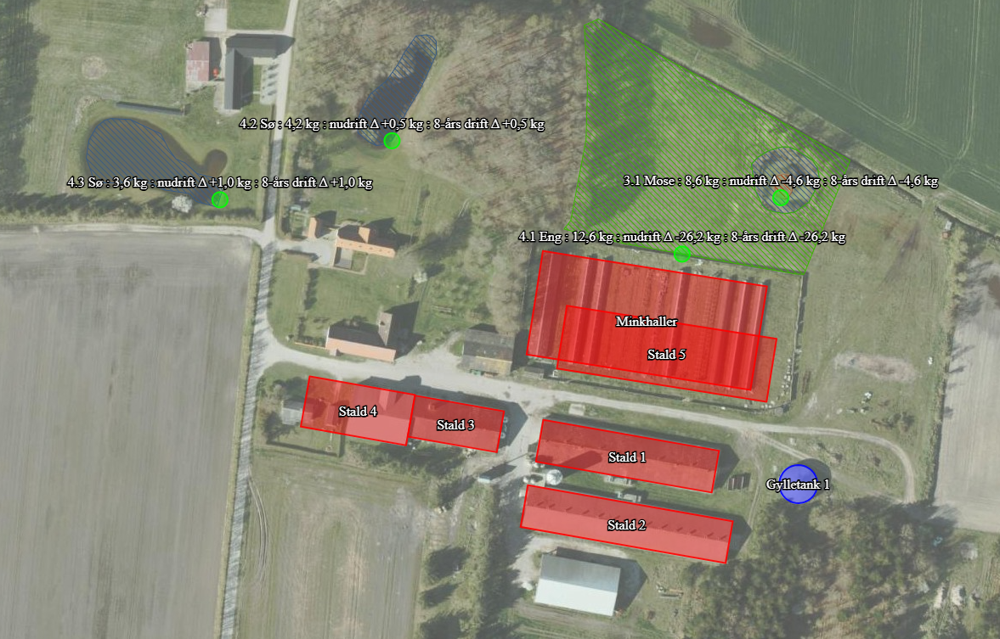 4.2 Sø : 4,2 kg : nudrift Δ +0,5 kg : 8-års drift Δ +0,5 kg
4.3 Sø : 3,6 kg : nudrift Δ +1,0 kg : 8-års drift Δ +1,0 kg
3.1 Mose : 8,6 kg : nudrift Δ -4,6 kg : 8-års drift Δ -4,6 kg
4.1 Eng : 12,6 kg : nudrift Δ -26,2 kg : 8-års drift Δ -26,2 kg
Minkhaller
Stald 5
Stald 4
Stald 3
Stald 1
Gylletank 1
Stald 2